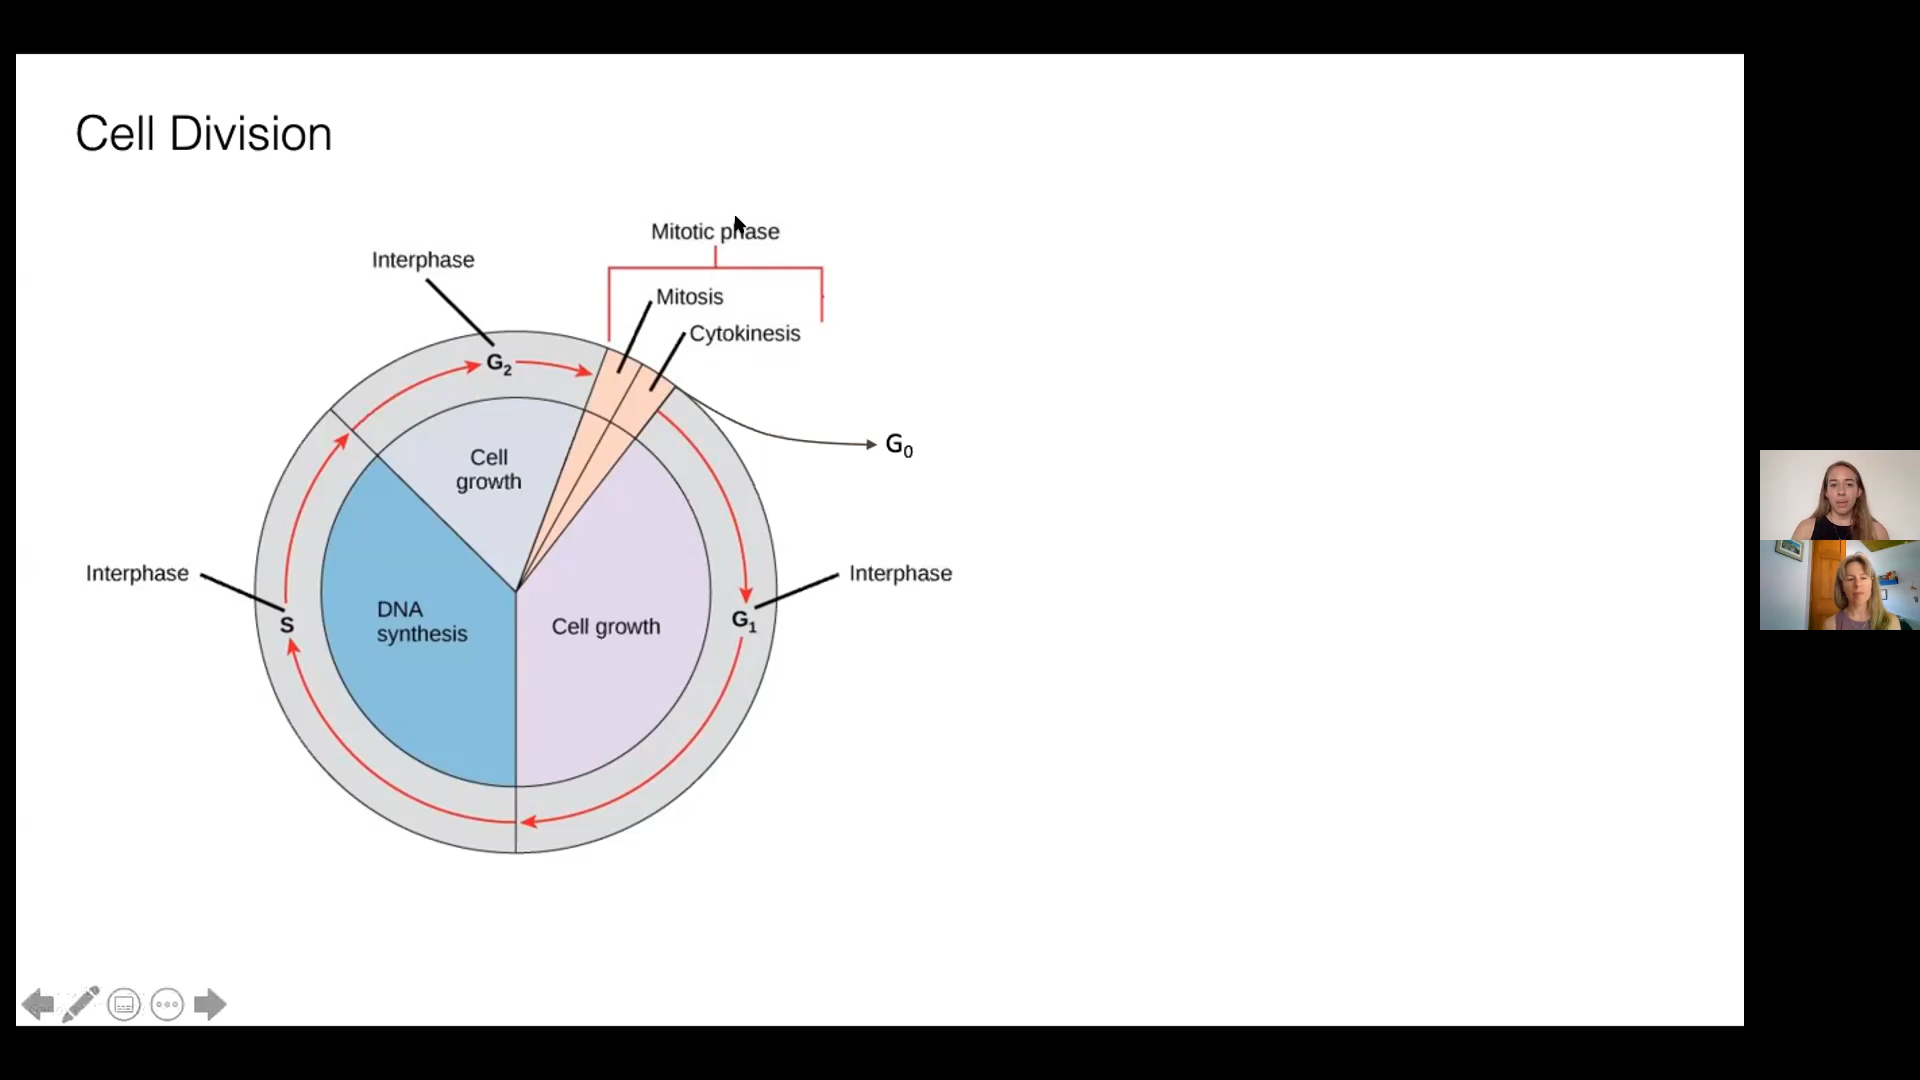 Cell Division
Mitotic phase
Interphase
Mitosis
Cytokinesis
G2
G0
Cell
growth
Interphase
Interphase
DNA
synthesis
S
Cell growth
G1